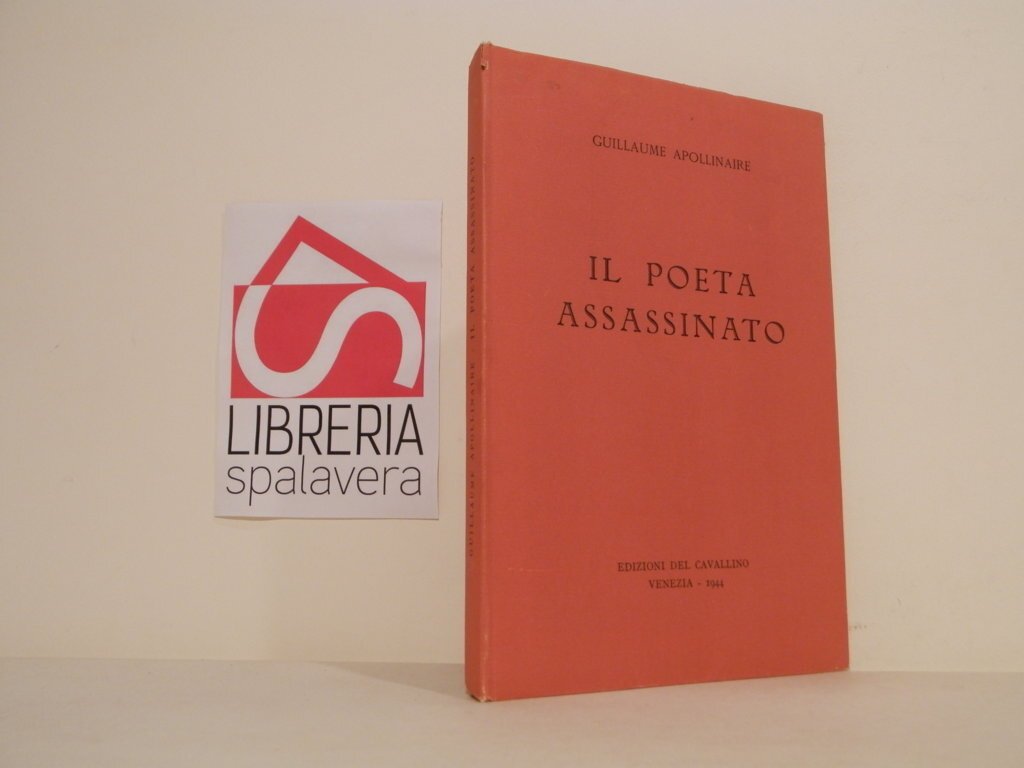 LIBRERIA
spalavera
GUILLAUME APOLLINAIRE IL POETA ASSASSINATO
GUILLAUME APOLLINAIRE
IL POETA
ASSASSINATO
EDIZIONI DEL CAVALLINO
VENEZIA - 1944